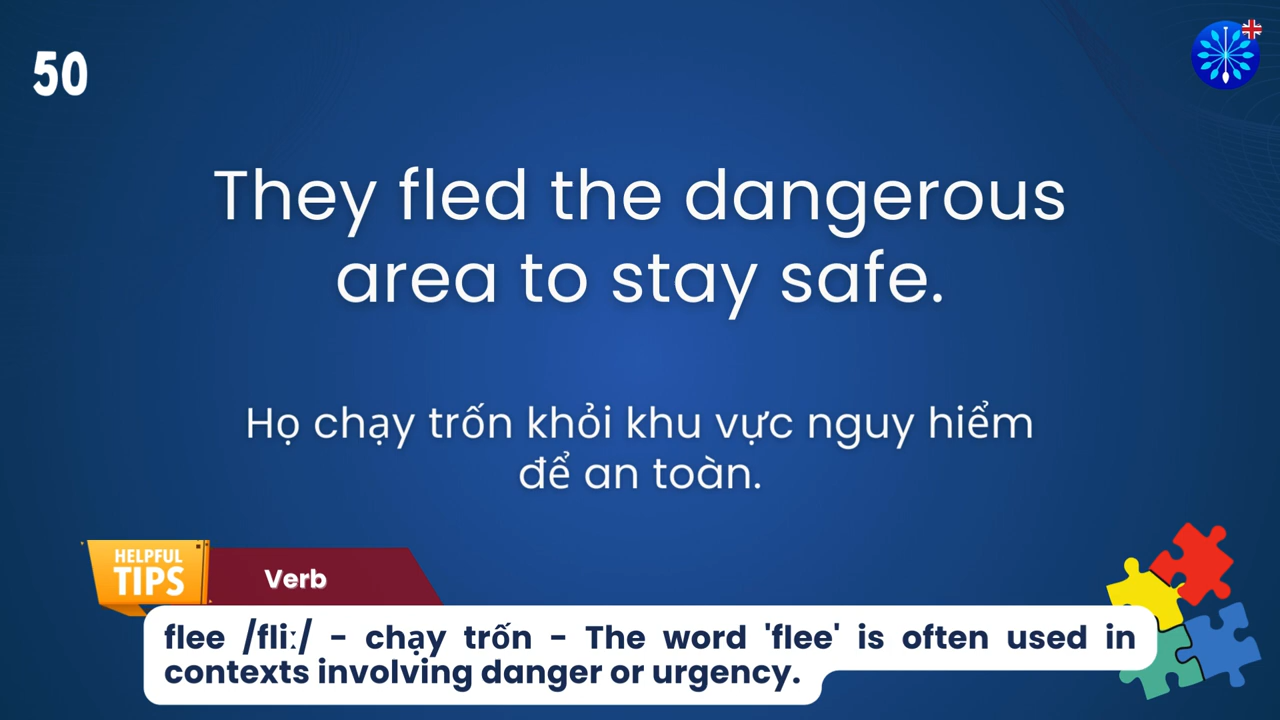 50
They fled the dangerous
area to stay safe.
Họ chạy trốn khỏi khu vực nguy hiểm
để an toàn.
HELPFUL
TIPS
Verb
flee /fliː/ - chạy trốn - The word 'flee' is often used in
contexts involving danger or urgency.